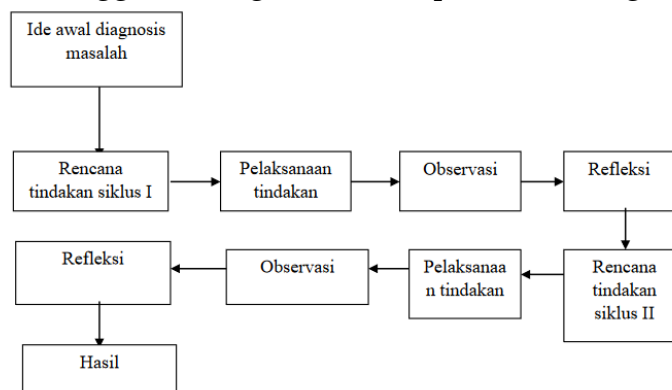 Ide awal diagnosis
masalah
Rencana
tindakan siklus I
Pelaksanaan
tindakan
Observasi
Refleksi
Refleksi
Observasi
Pelaksanaa
n tindakan
Rencana
tindakan
siklus II
Hasil